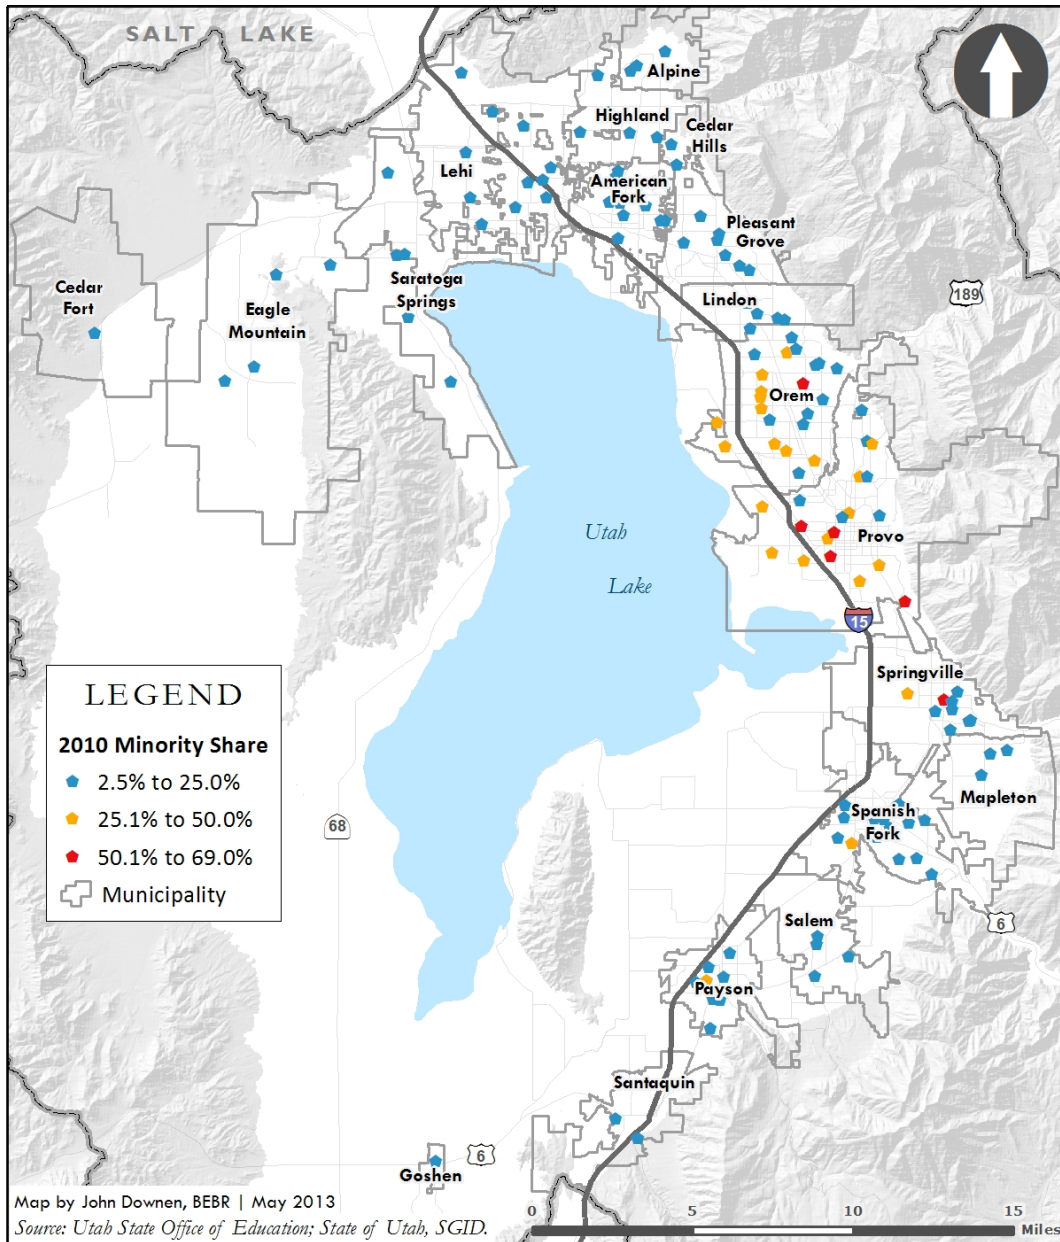 SALT LAKE
Alpine
Highland
Cedar
Hills
Lehi
American
Fork
Pleasant
Grove
Cedar
Fort
Eagle
Mountain
Saratoga
Springs
Lindon
189
Orem
Utah
Lake
Provo
15
Springville
LEGEND
2010 Minority Share
2.5% to 25.0%
25.1% to 50.0%
50.1% to 69.0%
Municipality
68
Mapleton
Spanish
Fork
6
Salem
Payson
Santaquin
6
Goshen
Map by John Downen, BEBR | May 2013
Source: Utah State Office of Education; State of Utah, SGID.
0 5 10 15
Miles